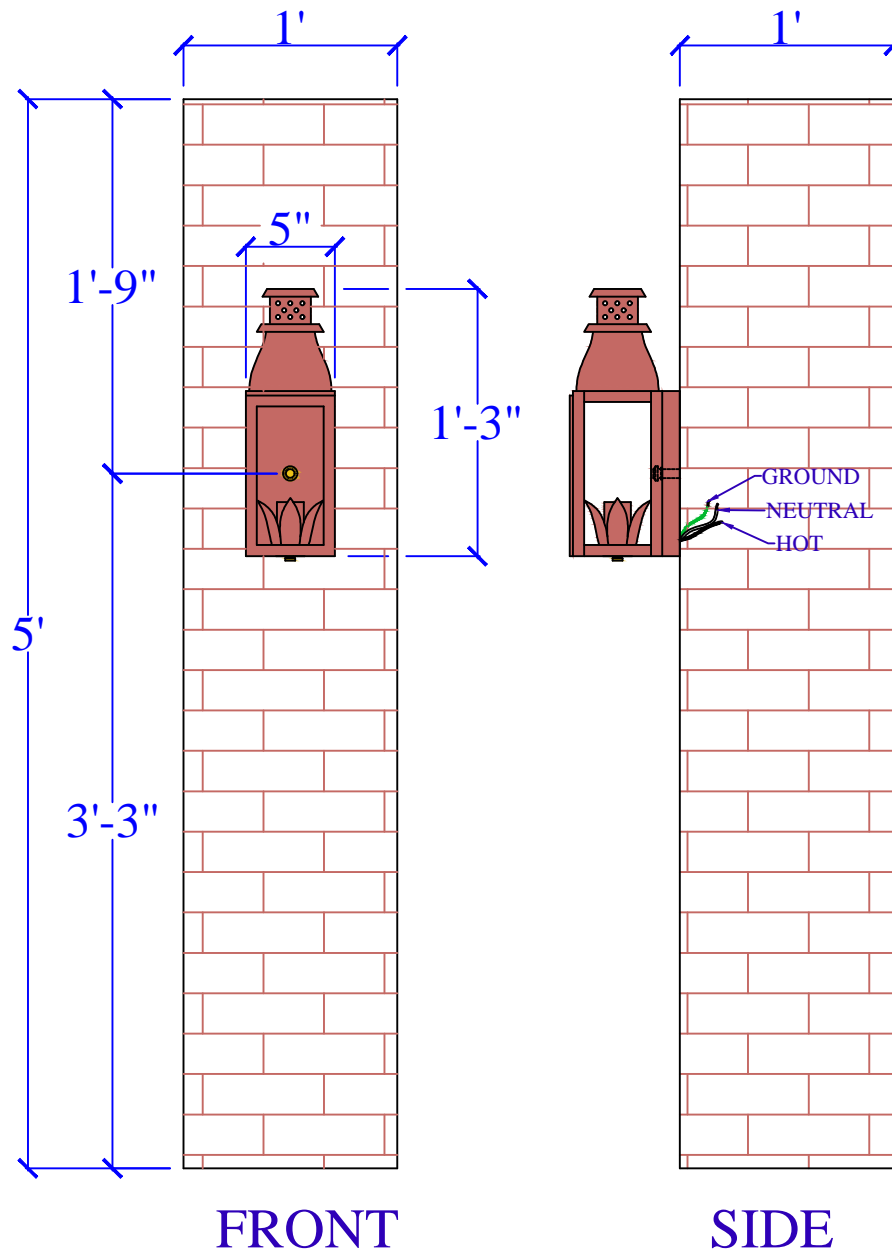 1'
1'
5"
1'-9"
1'-3"
GROUND
NEUTRAL
HOT
5'
3'-3"
FRONT
SIDE